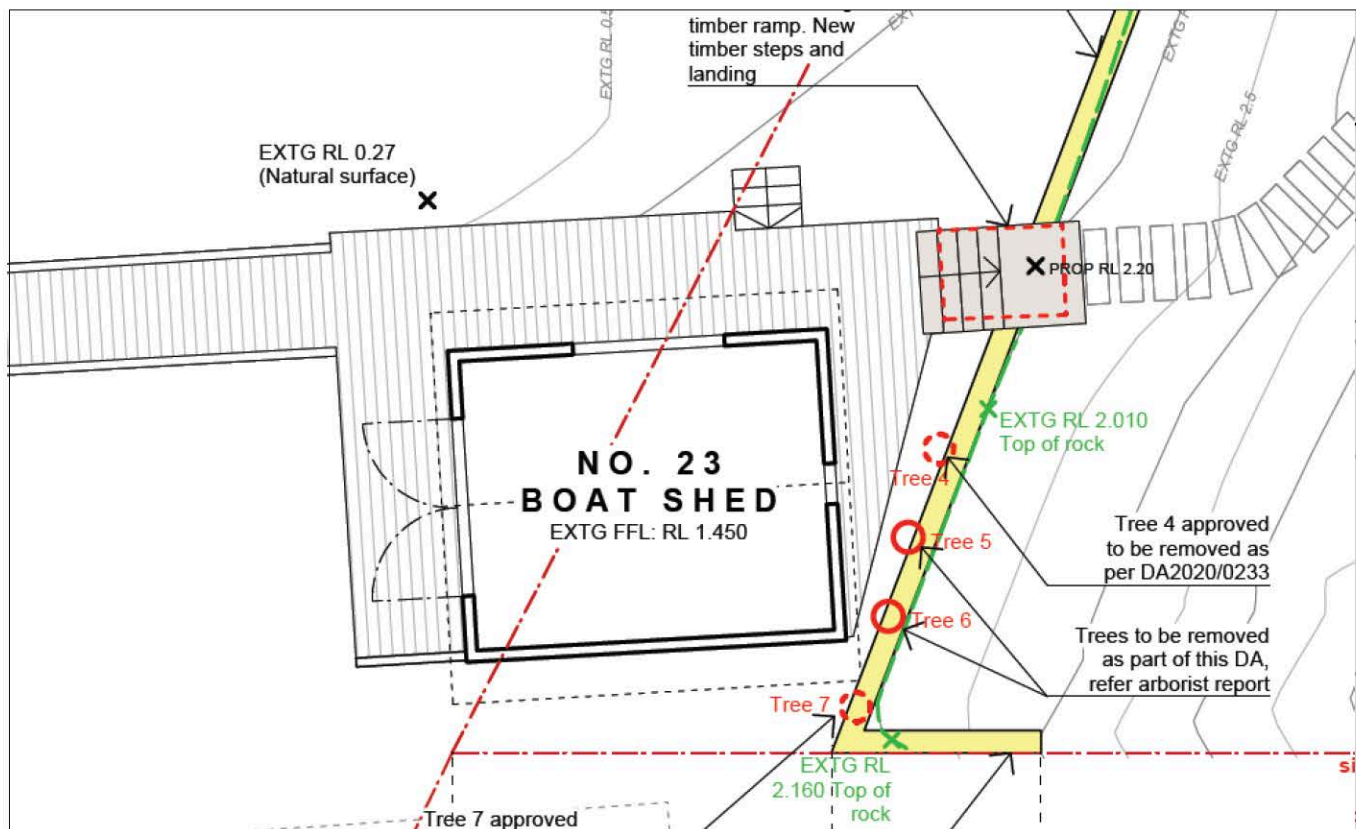 timber ramp. New
timber steps and
landing
EXTG RL 0.5
EXTG RL 2.5
EXTG RL 0.27
(Natural surface)
PROP RL 2.20
EXTG RL 2.010
Top of rock
NO. 23
BOAT SHED
EXTG FFL: RL 1.450
Tree 4
Tree 5
Tree 6
Tree 7
Tree 4 approved
to be removed as
per DA2020/0233
Trees to be removed
as part of this DA,
refer arborist report
EXTG RL
2.160 Top of
rock
Tree 7 approved